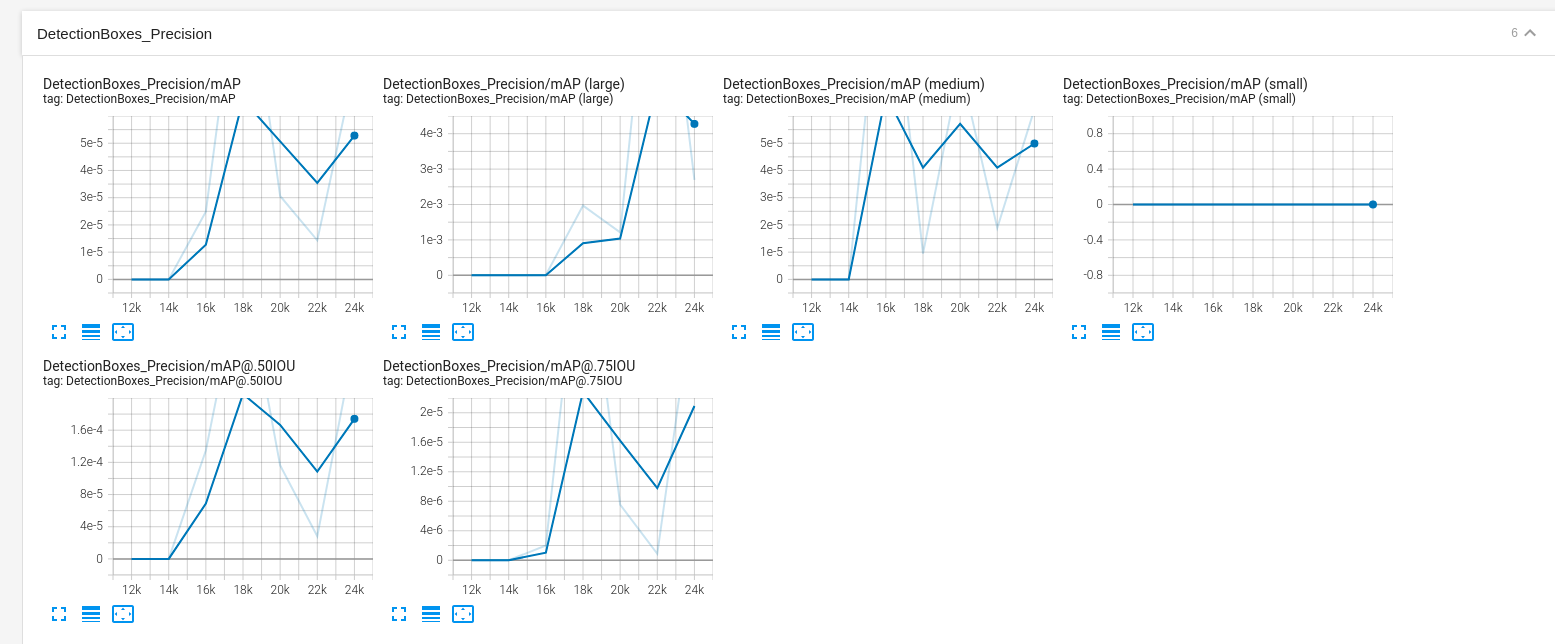 DetectionBoxes_Precision
6
DetectionBoxes_Precision/mAP
tag: DetectionBoxes_Precision/mAP
5e-5
4e-5
3e-5
2e-5
1e-5
0
12k 14k 16k 18k 20k 22k 24k
DetectionBoxes_Precision/mAP (large)
tag: DetectionBoxes_Precision/mAP (large)
4e-3
3e-3
2e-3
1e-3
0
12k 14k 16k 18k 20k 22k 24k
DetectionBoxes_Precision/mAP (medium)
tag: DetectionBoxes_Precision/mAP (medium)
5e-5
4e-5
3e-5
2e-5
1e-5
0
12k 14k 16k 18k 20k 22k 24k
DetectionBoxes_Precision/mAP (small)
tag: DetectionBoxes_Precision/mAP (small)
0.8
0.4
0
-0.4
-0.8
12k 14k 16k 18k 20k 22k 24k
DetectionBoxes_Precision/mAP@.50IOU
tag: DetectionBoxes_Precision/mAP@.50IOU
1.6e-4
1.2e-4
8e-5
4e-5
0
12k 14k 16k 18k 20k 22k 24k
DetectionBoxes_Precision/mAP@.75IOU
tag: DetectionBoxes_Precision/mAP@.75IOU
2e-5
1.6e-5
1.2e-5
8e-6
4e-6
0
12k 14k 16k 18k 20k 22k 24k